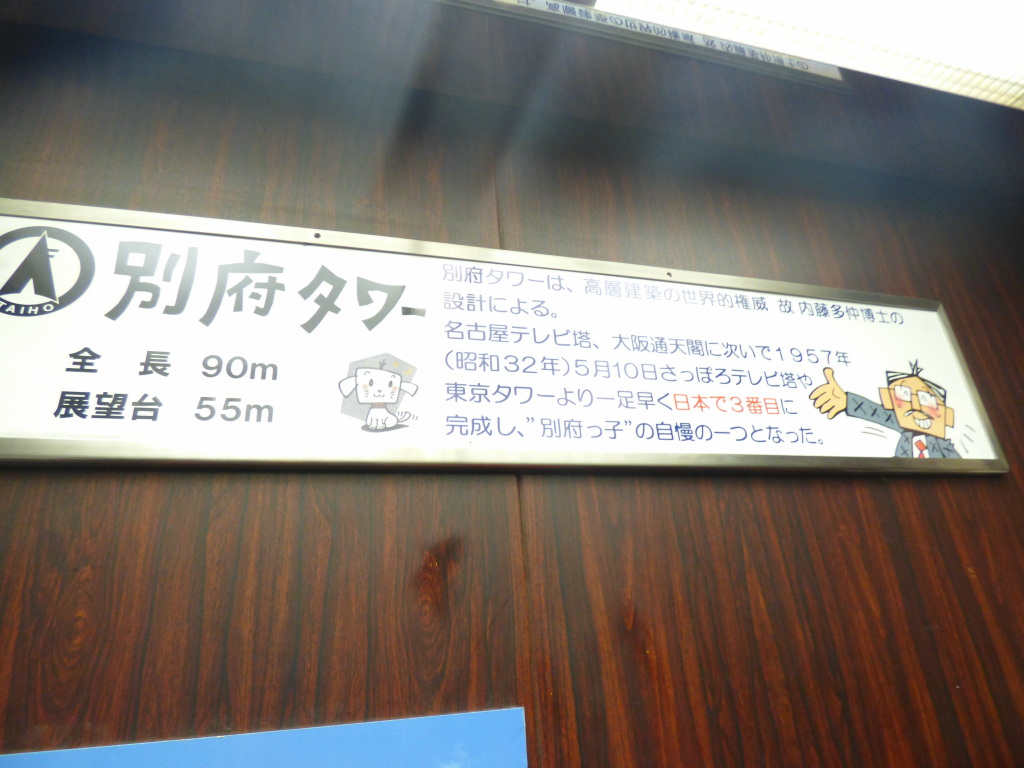 TAIHO
別府タワー
全長 90m
展望台 55m
別府タワーは、高層建築の世界的権威 故 内藤多仲博士の
設計による。
名古屋テレビ塔、大阪通天閣に次いで1957年
(昭和32年)5月10日さっぽろテレビ塔や
東京タワーより一足早く日本で3番目に
完成し、"別府っ子"の自慢の一つとなった。